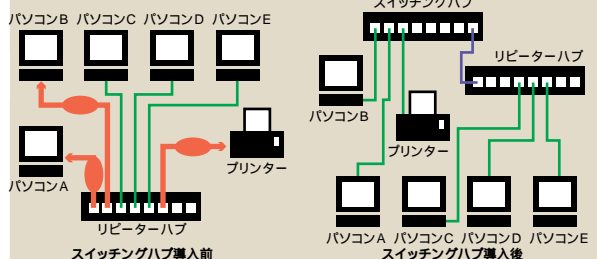 パソコンB パソコンC パソコンD パソコンE
パソコンA
プリンター
リピーターハブ
スイッチングハブ導入前
スイッチングハブ
リピーターハブ
パソコンB
プリンター
パソコンA パソコンC パソコンD パソコンE
スイッチングハブ導入後